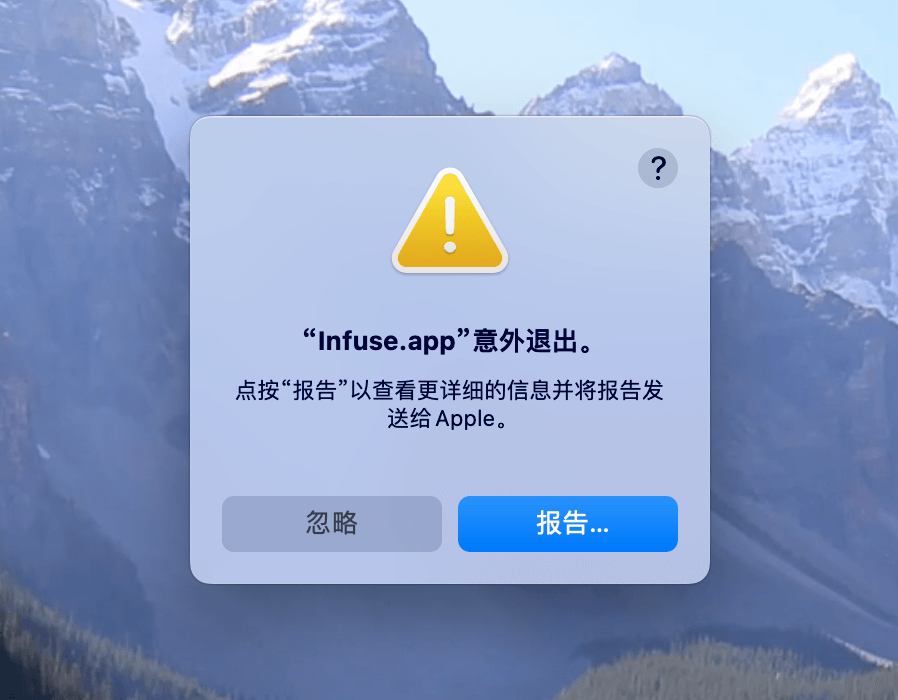 ?
“Infuse.app”意外退出。
点按“报告”以查看更详细的信息并将报告发
送给 Apple。
忽略
报告...